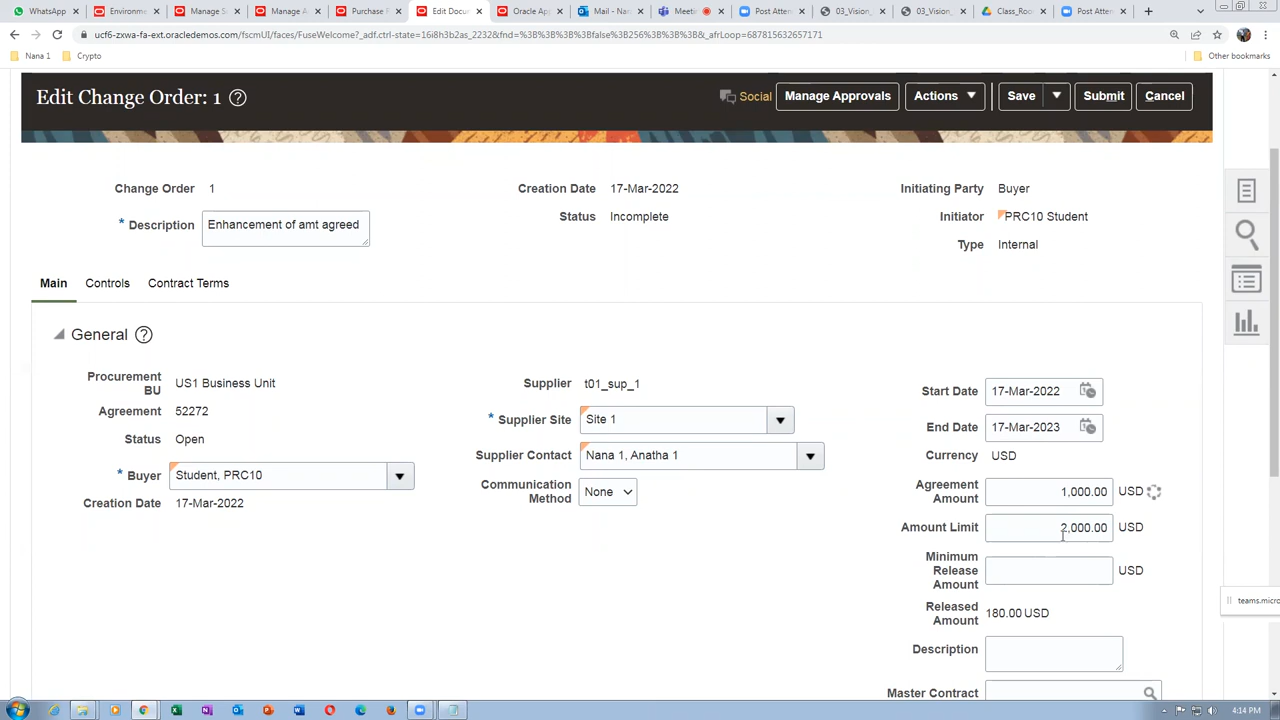 WhatsApp
Environme
Manage S
Manage A
Purchase F
Edit Docu
Oracle Ap
Mail - Nan
Meeta
Post Atten
03_Vision_
03_Vision_
Class_Roo
Post Atten
ucf6-zxwa-fa-ext.oracledemos.com/fscmUI/faces/FuseWelcome?_adf.ctrl-state=16i8h3b2as_2232&fnd=%3B%3B%3B%3Bfalse%3B256%3B%3B%3B&_afrLoop=687815632657171
Nana 1
Crypto
Other bookmarks
Edit Change Order: 1
Social
Manage Approvals
Actions
Save
Submit
Cancel
Change Order 1
Creation Date 17-Mar-2022
Initiating Party Buyer
* Description Enhancement of amt agreed
Status Incomplete
Initiator PRC10 Student
Type Internal
Main Controls Contract Terms
General
Procurement BU US1 Business Unit
Agreement 52272
Status Open
* Buyer Student, PRC10
Creation Date 17-Mar-2022
Supplier t01_sup_1
* Supplier Site Site 1
Supplier Contact Nana 1, Anatha 1
Communication Method None
Start Date 17-Mar-2022
End Date 17-Mar-2023
Currency USD
Agreement Amount 1,000.00 USD
Amount Limit 2,000.00 USD
Minimum Release Amount USD
Released Amount 180.00 USD
Description
Master Contract
teams.micro
4:14 PM